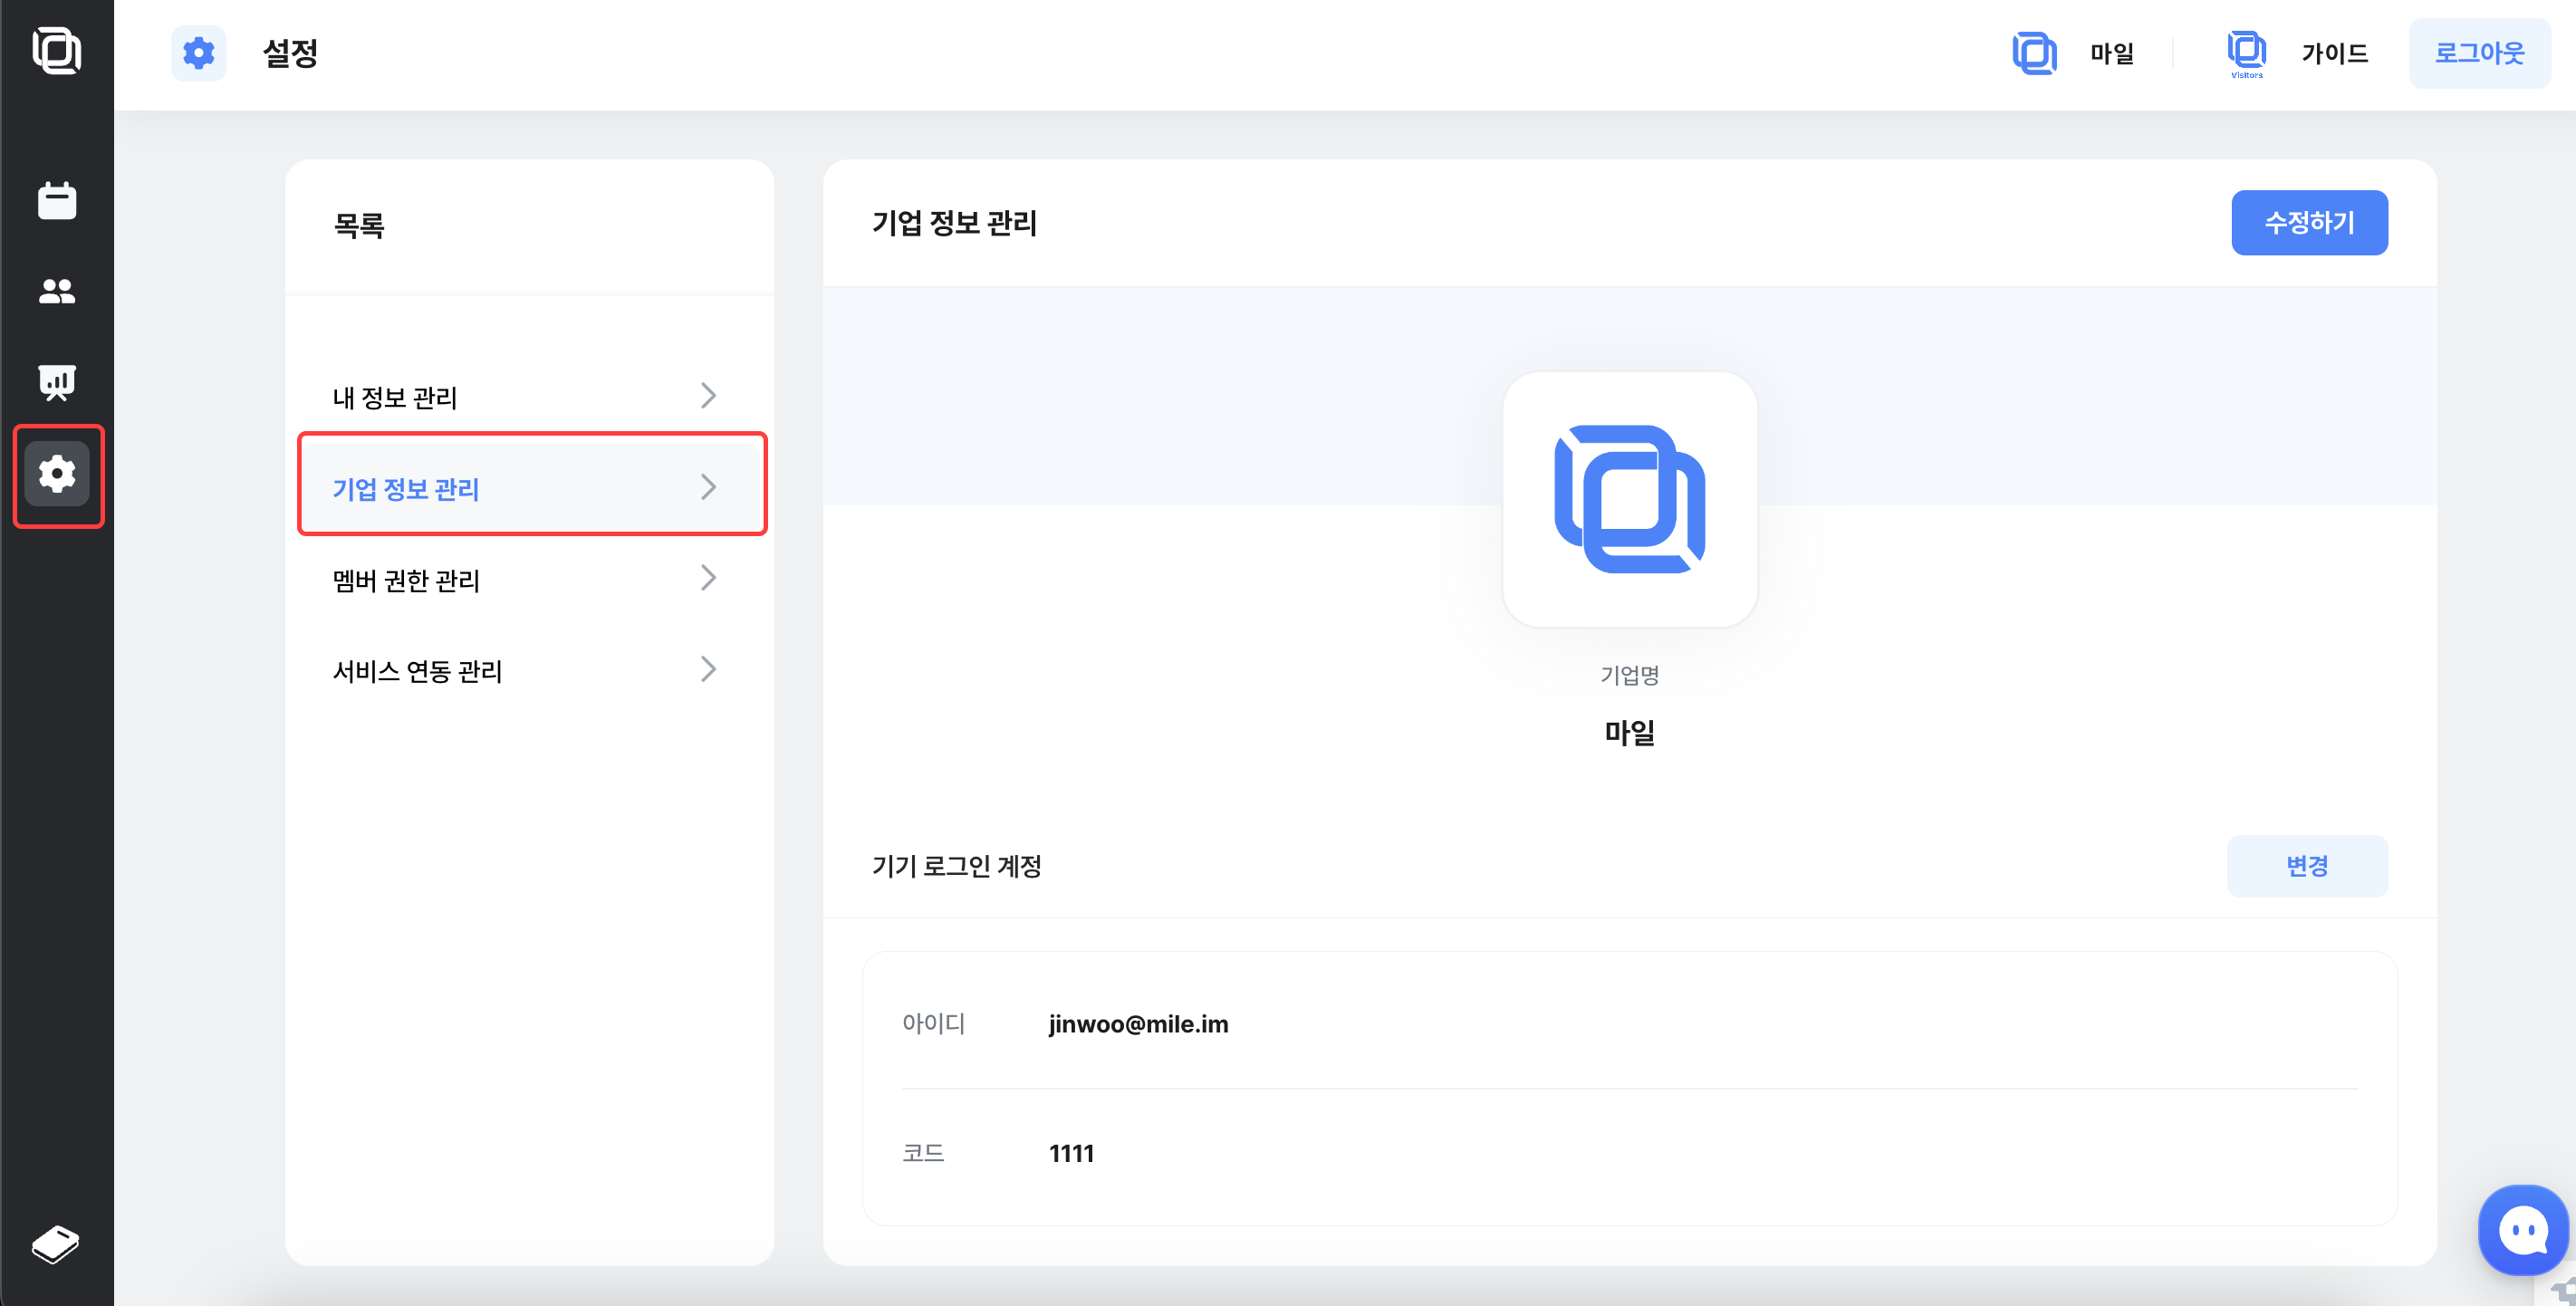 설정
마일
Visitors
가이드
로그아웃
목록
내 정보 관리
기업 정보 관리
멤버 권한 관리
서비스 연동 관리
기업 정보 관리
수정하기
기업명
마일
기기 로그인 계정
변경
아이디
jinwoo@mile.im
코드
1111